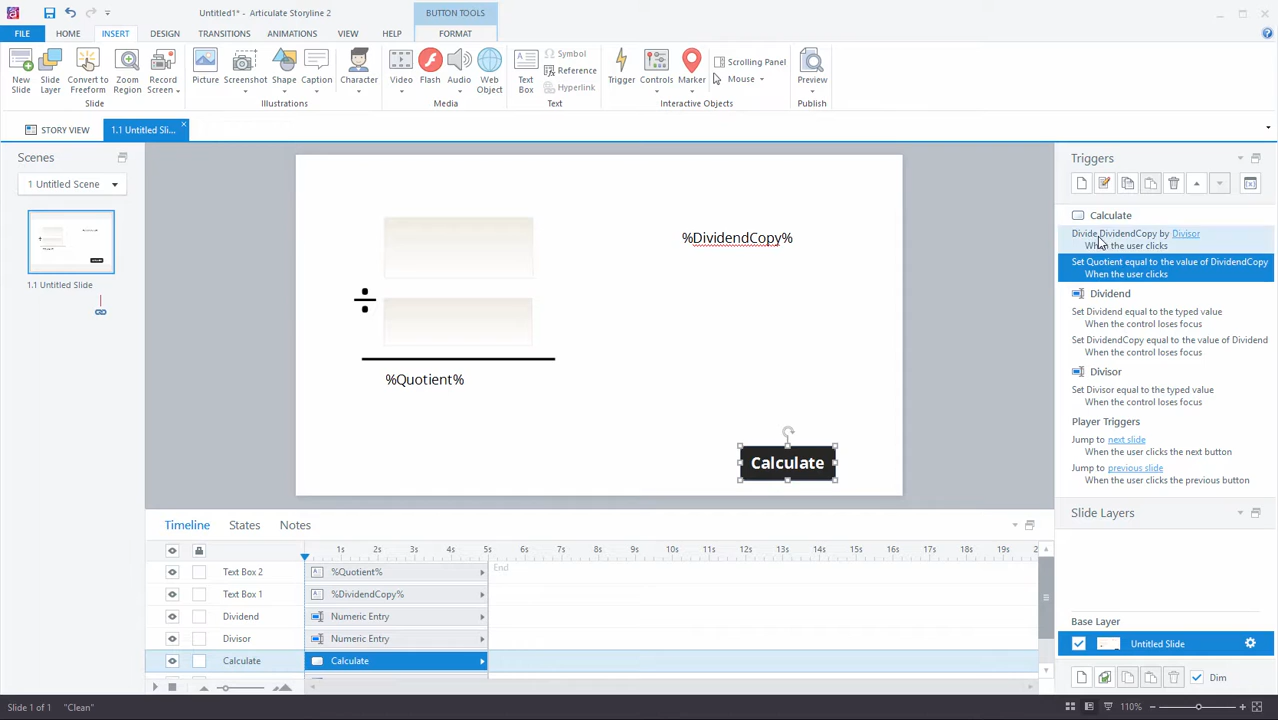 Untitled1* - Articulate Storyline 2
BUTTON TOOLS
FILE
HOME
INSERT
DESIGN
TRANSITIONS
ANIMATIONS
VIEW
HELP
FORMAT
New Slide
Slide Layer
Convert to Freeform
Zoom Region
Record Screen
Slide
Picture
Screenshot
Shape
Caption
Illustrations
Character
Video
Flash
Audio
Web Object
Media
Text Box
Symbol
Reference
Hyperlink
Text
Trigger
Controls
Marker
Scrolling Panel
Mouse
Interactive Objects
Preview
Publish
STORY VIEW
1.1 Untitled Sli...
Scenes
1 Untitled Scene
1.1 Untitled Slide
%DividendCopy%
÷
%Quotient%
Calculate
Triggers
Calculate
Divide DividendCopy by Divisor
When the user clicks
Set Quotient equal to the value of DividendCopy
When the user clicks
Dividend
Set Dividend equal to the typed value
When the control loses focus
Set DividendCopy equal to the value of Dividend
When the control loses focus
Divisor
Set Divisor equal to the typed value
When the control loses focus
Player Triggers
Jump to next slide
When the user clicks the next button
Jump to previous slide
When the user clicks the previous button
Slide Layers
Base Layer
Untitled Slide
Dim
Timeline
States
Notes
1s 2s 3s 4s 5s 6s 7s 8s 9s 10s 11s 12s 13s 14s 15s 16s 17s 18s 19s 2
End
Text Box 2 %Quotient%
Text Box 1 %DividendCopy%
Dividend Numeric Entry
Divisor Numeric Entry
Calculate Calculate
Slide 1 of 1 "Clean"
110%